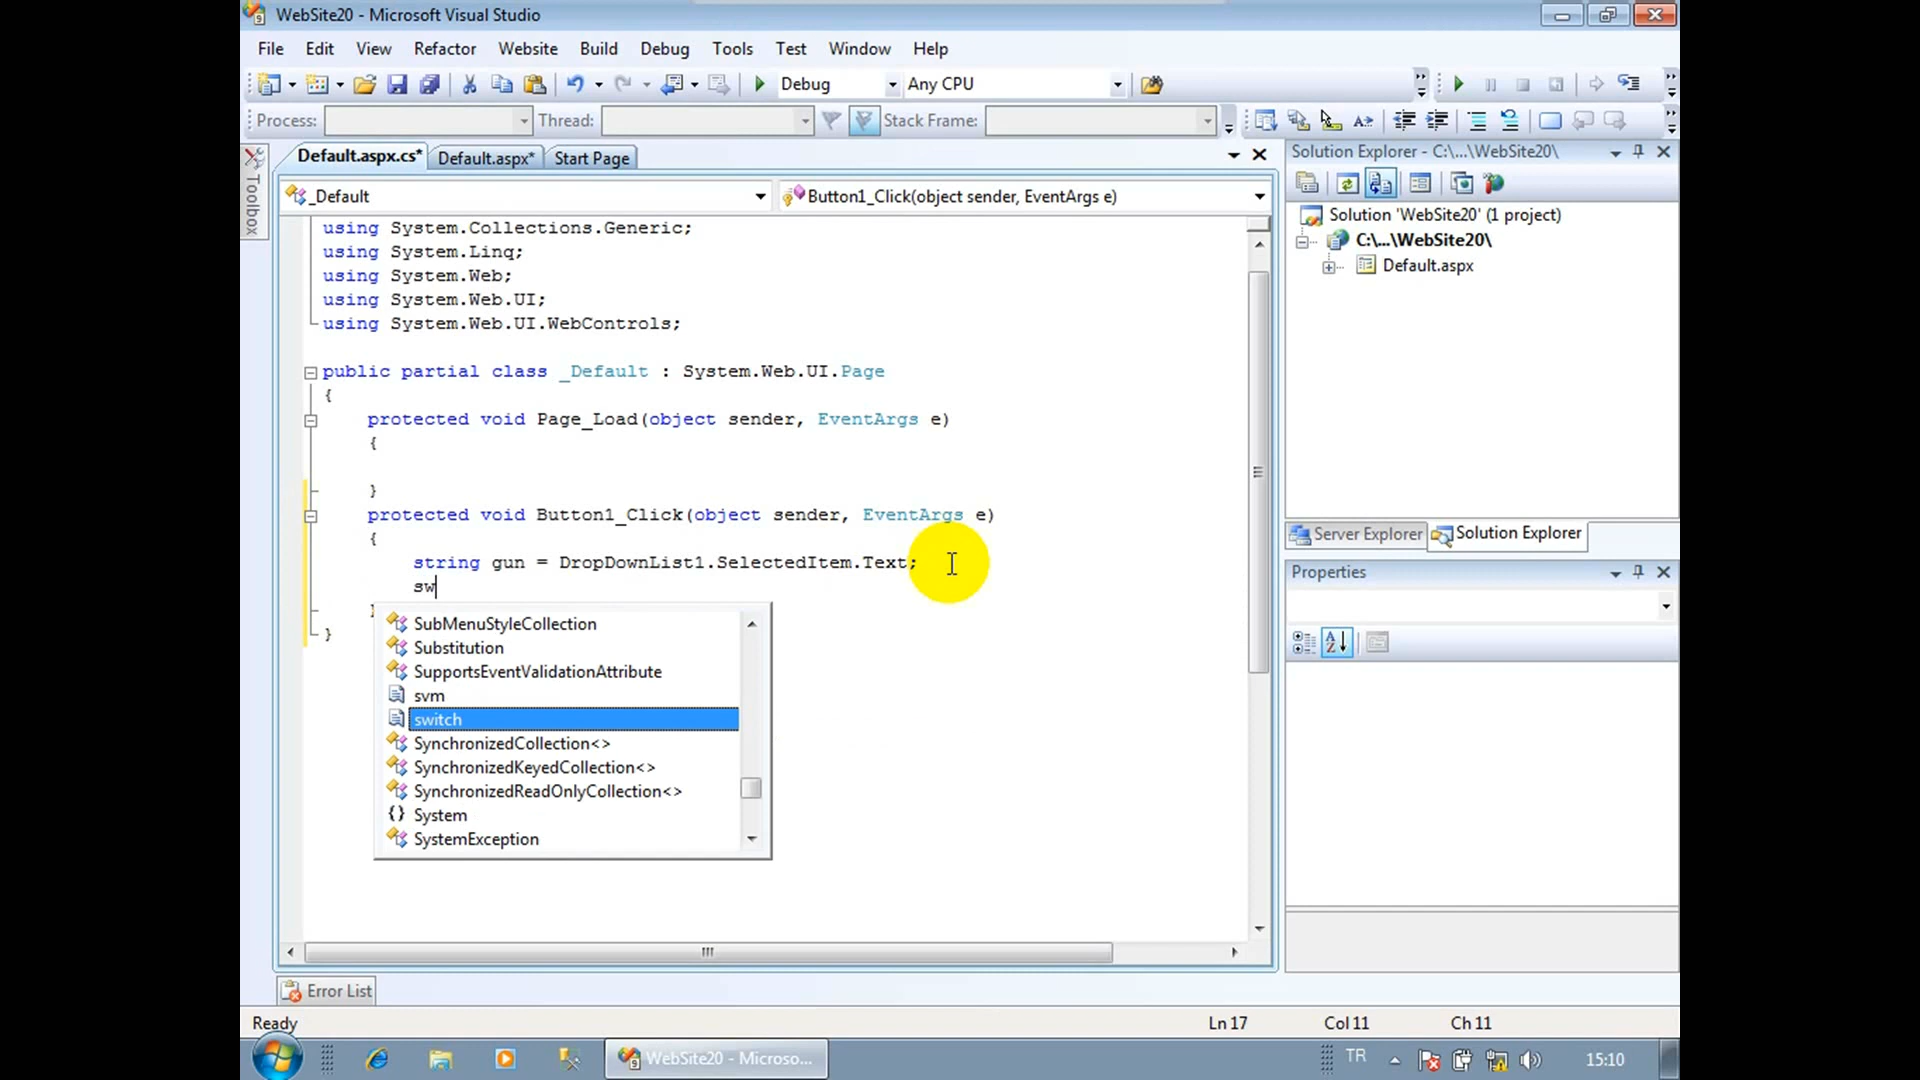 WebSite20 - Microsoft Visual Studio
File Edit View Refactor Website Build Debug Tools Test Window Help
Debug Any CPU
Process: Thread: Stack Frame:
Default.aspx.cs* Default.aspx* Start Page
Toolbox
_Default Button1_Click(object sender, EventArgs e)
using System.Collections.Generic;
using System.Linq;
using System.Web;
using System.Web.UI;
using System.Web.UI.WebControls;
public partial class _Default : System.Web.UI.Page
{
protected void Page_Load(object sender, EventArgs e)
{
}
protected void Button1_Click(object sender, EventArgs e)
{
string gun = DropDownList1.SelectedItem.Text;
sw
}
}
SubMenuStyleCollection
Substitution
SupportsEventValidationAttribute
svm
switch
SynchronizedCollection<>
SynchronizedKeyedCollection<>
SynchronizedReadOnlyCollection<>
{} System
SystemException
Solution Explorer - C:\...\WebSite20\
Solution 'WebSite20' (1 project)
C:\...\WebSite20\
Default.aspx
Server Explorer Solution Explorer
Properties
Error List
Ready Ln 17 Col 11 Ch 11
WebSite20 - Microso... TR 15:10